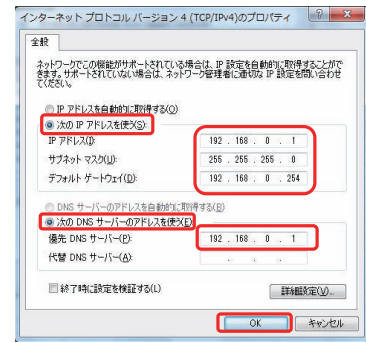 インターネット プロトコル バージョン 4 (TCP/IPv4)のプロパティ
全般
ネットワークでこの機能がサポートされている場合は、IP 設定を自動的に取得することがで
きます。サポートされていない場合は、ネットワーク管理者に適切な IP 設定を問い合わせ
てください。
IP アドレスを自動的に取得する(O)
次の IP アドレスを使う(S):
IP アドレス(I): 192 . 168 . 0 . 1
サブネット マスク(U): 255 . 255 . 255 . 0
デフォルト ゲートウェイ(D): 192 . 168 . 0 . 254
DNS サーバーのアドレスを自動的に取得する(B)
次の DNS サーバーのアドレスを使う(E):
優先 DNS サーバー(P): 192 . 168 . 0 . 1
代替 DNS サーバー(A): . . .
終了時に設定を検証する(L)
詳細設定(V)...
OK キャンセル